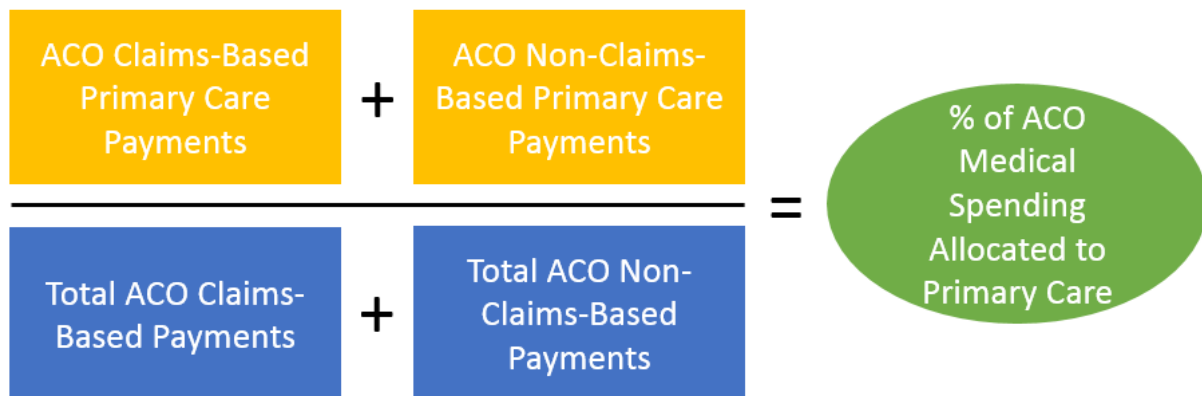 ACO Claims-Based
Primary Care
Payments
+
ACO Non-Claims-
Based Primary Care
Payments
=
% of ACO
Medical
Spending
Allocated to
Primary Care
Total ACO Claims-
Based Payments
+
Total ACO Non-
Claims-Based
Payments